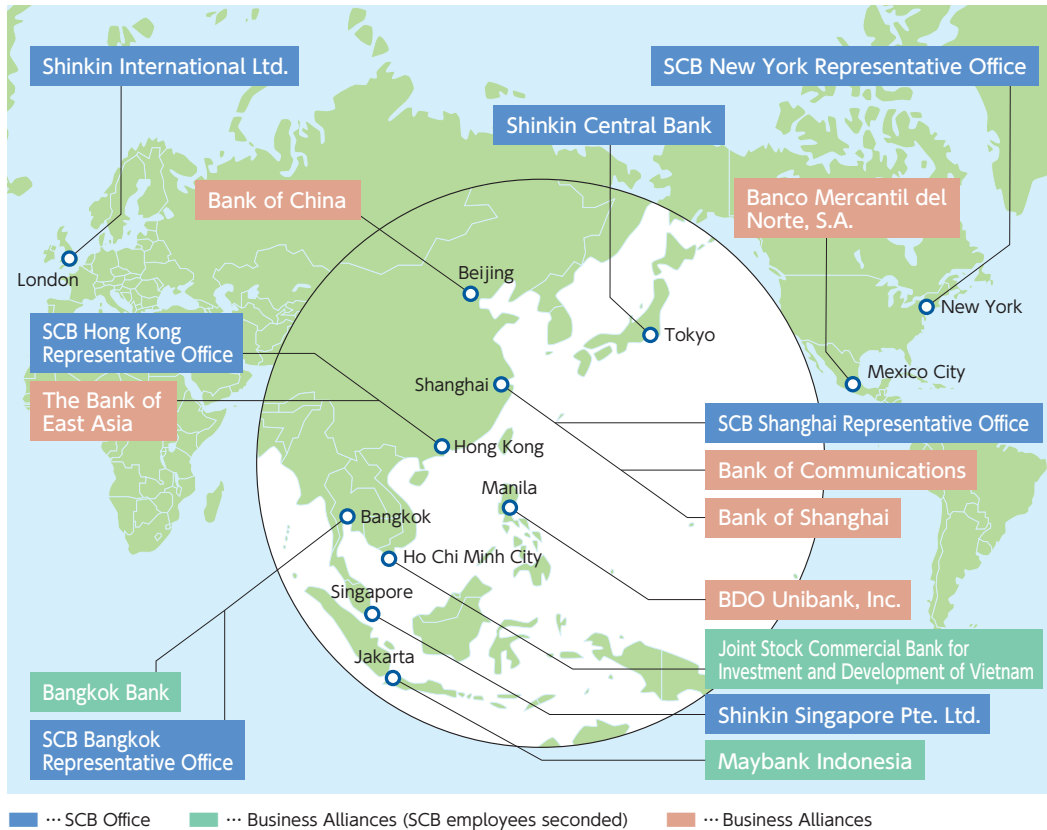 Shinkin International Ltd.
SCB New York Representative Office
Shinkin Central Bank
Bank of China
Banco Mercantil del
Norte, S.A.
London
Beijing
New York
SCB Hong Kong
Representative Office
Tokyo
Mexico City
Shanghai
The Bank of
East Asia
SCB Shanghai Representative Office
Hong Kong
Bank of Communications
Manila
Bank of Shanghai
Bangkok
Ho Chi Minh City
Singapore
BDO Unibank, Inc.
Jakarta
Joint Stock Commercial Bank for
Investment and Development of Vietnam
Bangkok Bank
Shinkin Singapore Pte. Ltd.
SCB Bangkok
Representative Office
Maybank Indonesia
… SCB Office
… Business Alliances (SCB employees seconded)
… Business Alliances